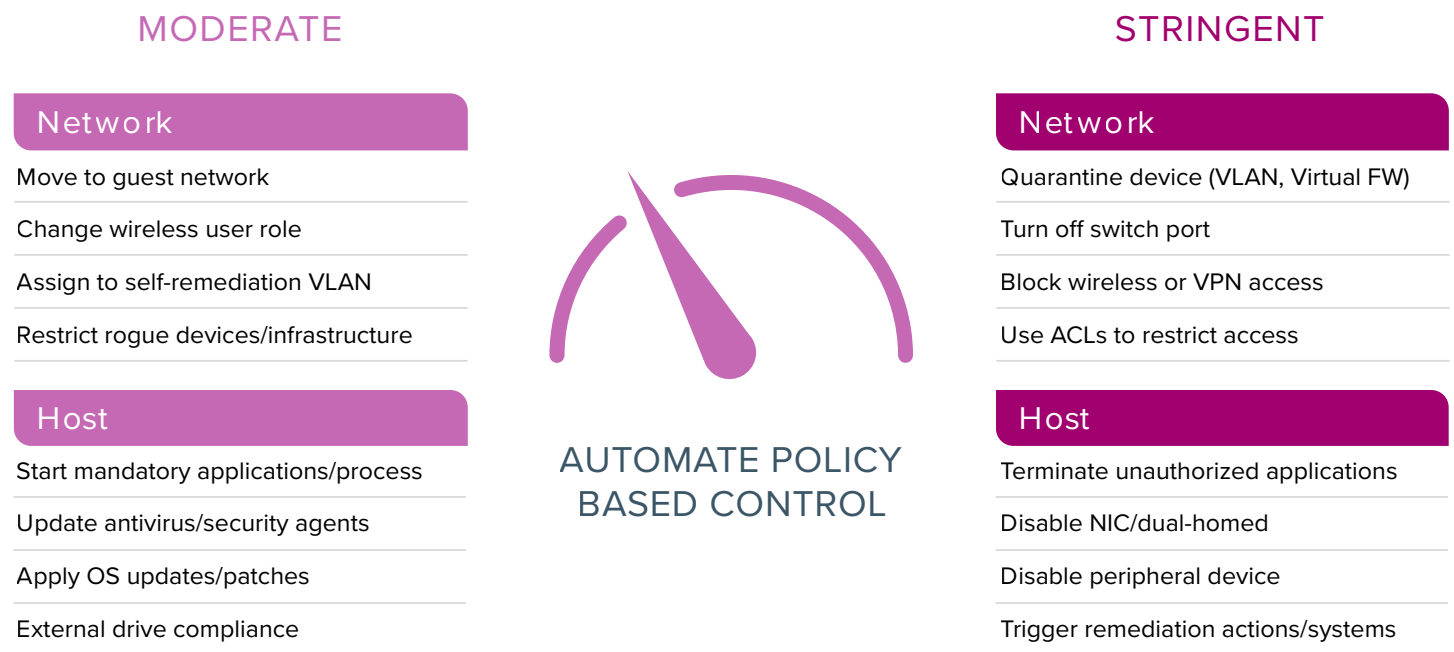 MODERATE
Network
Move to guest network
Change wireless user role
Assign to self-remediation VLAN
Restrict rogue devices/infrastructure
Host
Start mandatory applications/process
Update antivirus/security agents
Apply OS updates/patches
External drive compliance
AUTOMATE POLICY
BASED CONTROL
STRINGENT
Network
Quarantine device (VLAN, Virtual FW)
Turn off switch port
Block wireless or VPN access
Use ACLs to restrict access
Host
Terminate unauthorized applications
Disable NIC/dual-homed
Disable peripheral device
Trigger remediation actions/systems